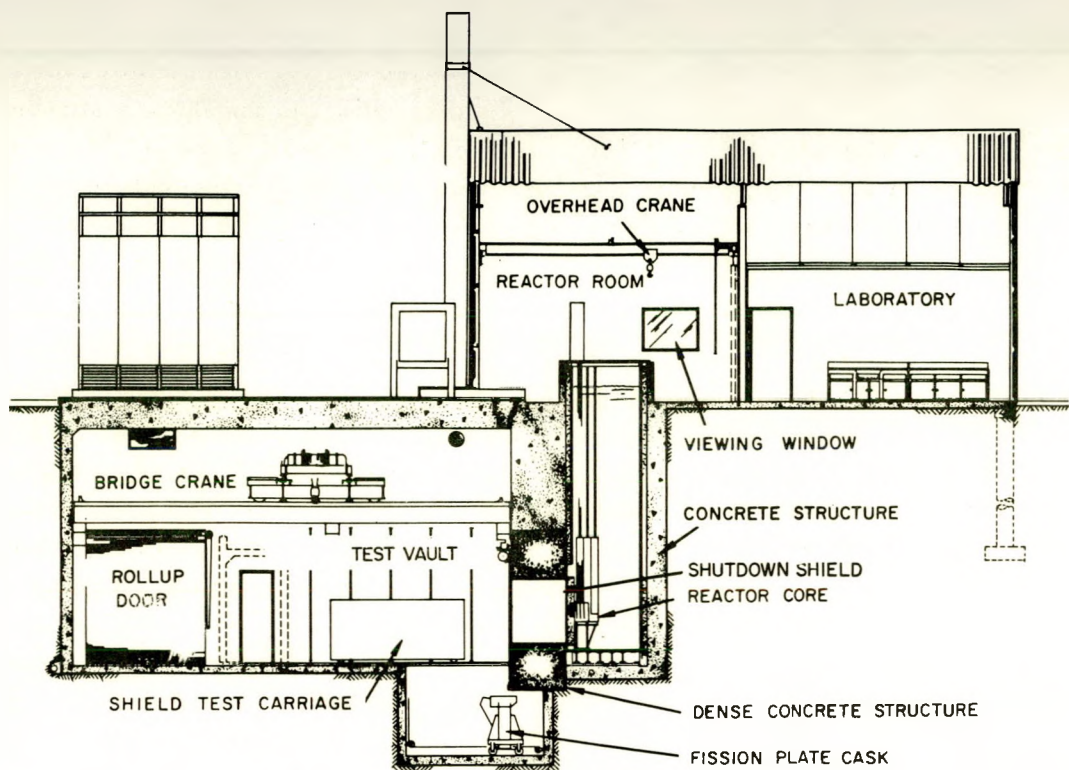 OVERHEAD CRANE
REACTOR ROOM
LABORATORY
VIEWING WINDOW
BRIDGE CRANE
CONCRETE STRUCTURE
TEST VAULT
ROLLUP
DOOR
SHUTDOWN SHIELD
REACTOR CORE
SHIELD TEST CARRIAGE
DENSE CONCRETE STRUCTURE
FISSION PLATE CASK